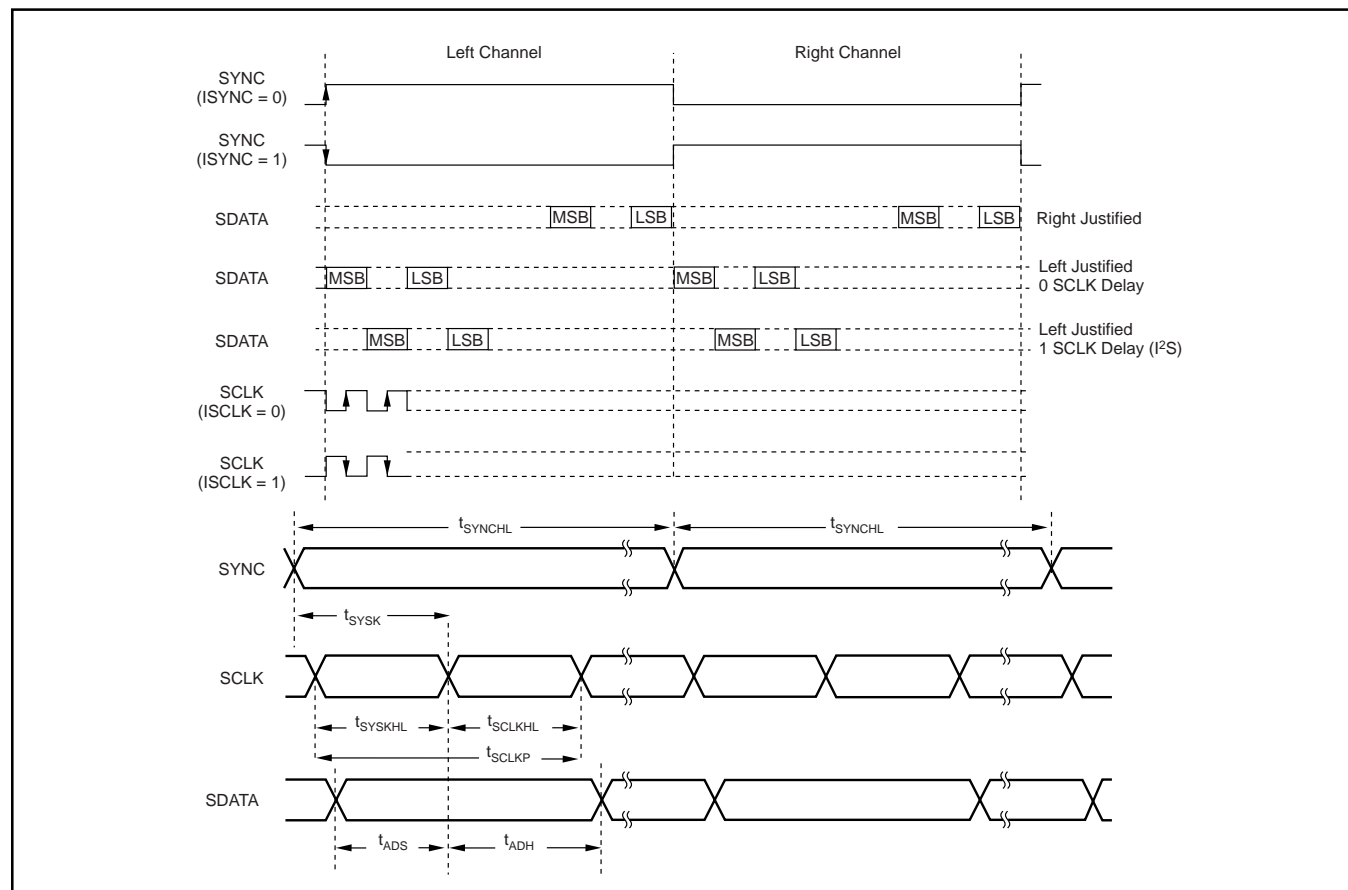 Left Channel Right Channel
SYNC
(ISYNC = 0)
SYNC
(ISYNC = 1)
SDATA MSB LSB MSB LSB Right Justified
SDATA MSB LSB MSB LSB Left Justified
0 SCLK Delay
SDATA MSB LSB MSB LSB Left Justified
1 SCLK Delay (I²S)
SCLK
(ISCLK = 0)
SCLK
(ISCLK = 1)
tSYNCHL tSYNCHL
SYNC
tSYSK
SCLK
tSYSKHL tSCLKHL
tSCLKP
SDATA
tADS tADH